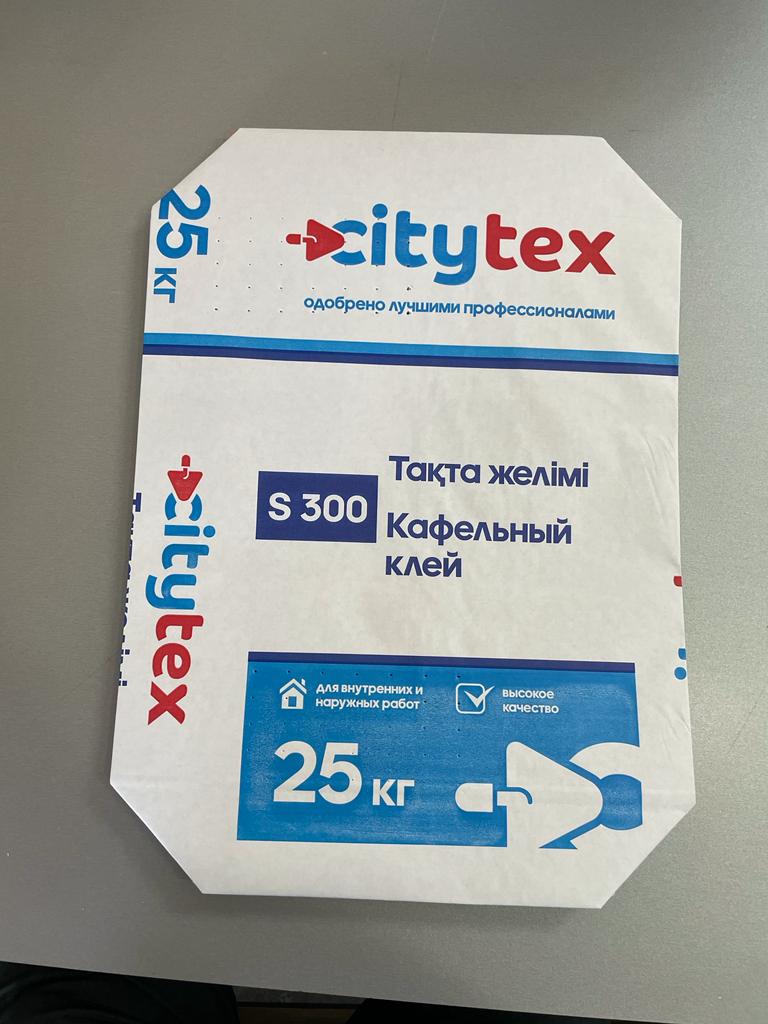 25 кг
citytex
одобрено лучшими профессионалами
S 300
Тақта желімі
Кафельный
клей
citytex
для внутренних и
наружных работ
высокое
качество
25 кг